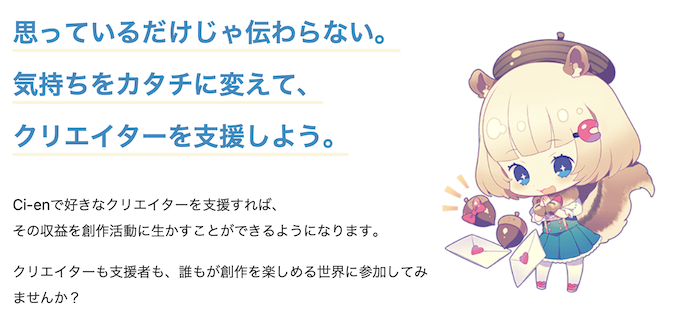 思っているだけじゃ伝わらない。
気持ちをカタチに変えて、
クリエイターを支援しよう。
Ci-enで好きなクリエイターを支援すれば、
その収益を創作活動に生かすことができるようになります。
クリエイターも支援者も、誰もが創作を楽しめる世界に参加してみ
ませんか？